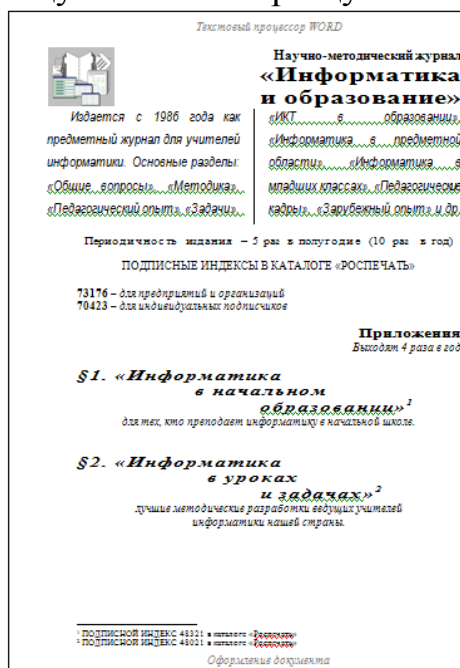 Текстовый процессор WORD
Научно-методический журнал
«Информатика
и образование»
Издается с 1986 года как
предметный журнал для учителей
информатики. Основные разделы:
«Общие вопросы», «Методика»,
«Педагогический опыт», «Задачи»,
«ИКТ в образовании»,
«Информатика в предметной
области», «Информатика в
младших классах», «Педагогические
кадры», «Зарубежный опыт» и др.
Периодичность издания – 5 раз в полугодие (10 раз в год)
ПОДПИСНЫЕ ИНДЕКСЫ В КАТАЛОГЕ «РОСПЕЧАТЬ»
73176 – для предприятий и организаций
70423 – для индивидуальных подписчиков
Приложения
Выходят 4 раза в год
§1. «Информатика
в начальном
образовании»¹
для тех, кто преподает информатику в начальной школе.
§2. «Информатика
в уроках
и задачах»²
лучшие методические разработки ведущих учителей
информатики нашей страны.
¹ ПОДПИСНОЙ ИНДЕКС 48321 в каталоге «Роспечать»
² ПОДПИСНОЙ ИНДЕКС 48021 в каталоге «Роспечать»
Оформление документа